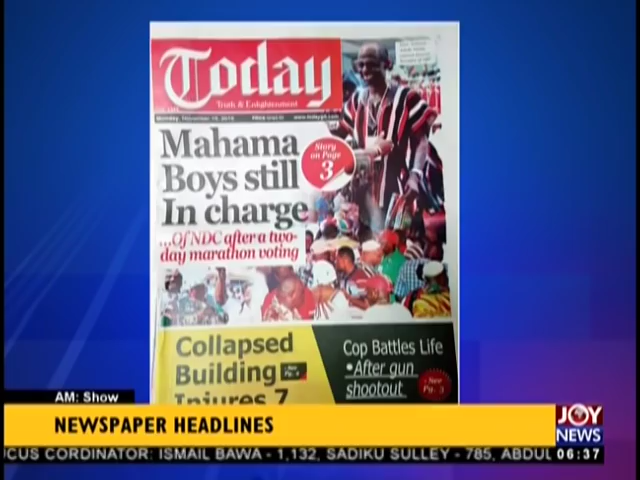 Today
Truth & Enlightenment
Mahama
Boys still
In charge
Story
on Page
3
...Of NDC after a two-
day marathon voting
Collapsed
Building
Injures 7
Cop Battles Life
•After gun
shootout
AM: Show
NEWSPAPER HEADLINES
JOY
NEWS
CUS CORDINATOR: ISMAIL BAWA - 1,132, SADIKU SULLEY - 785, ABDUL
06:37